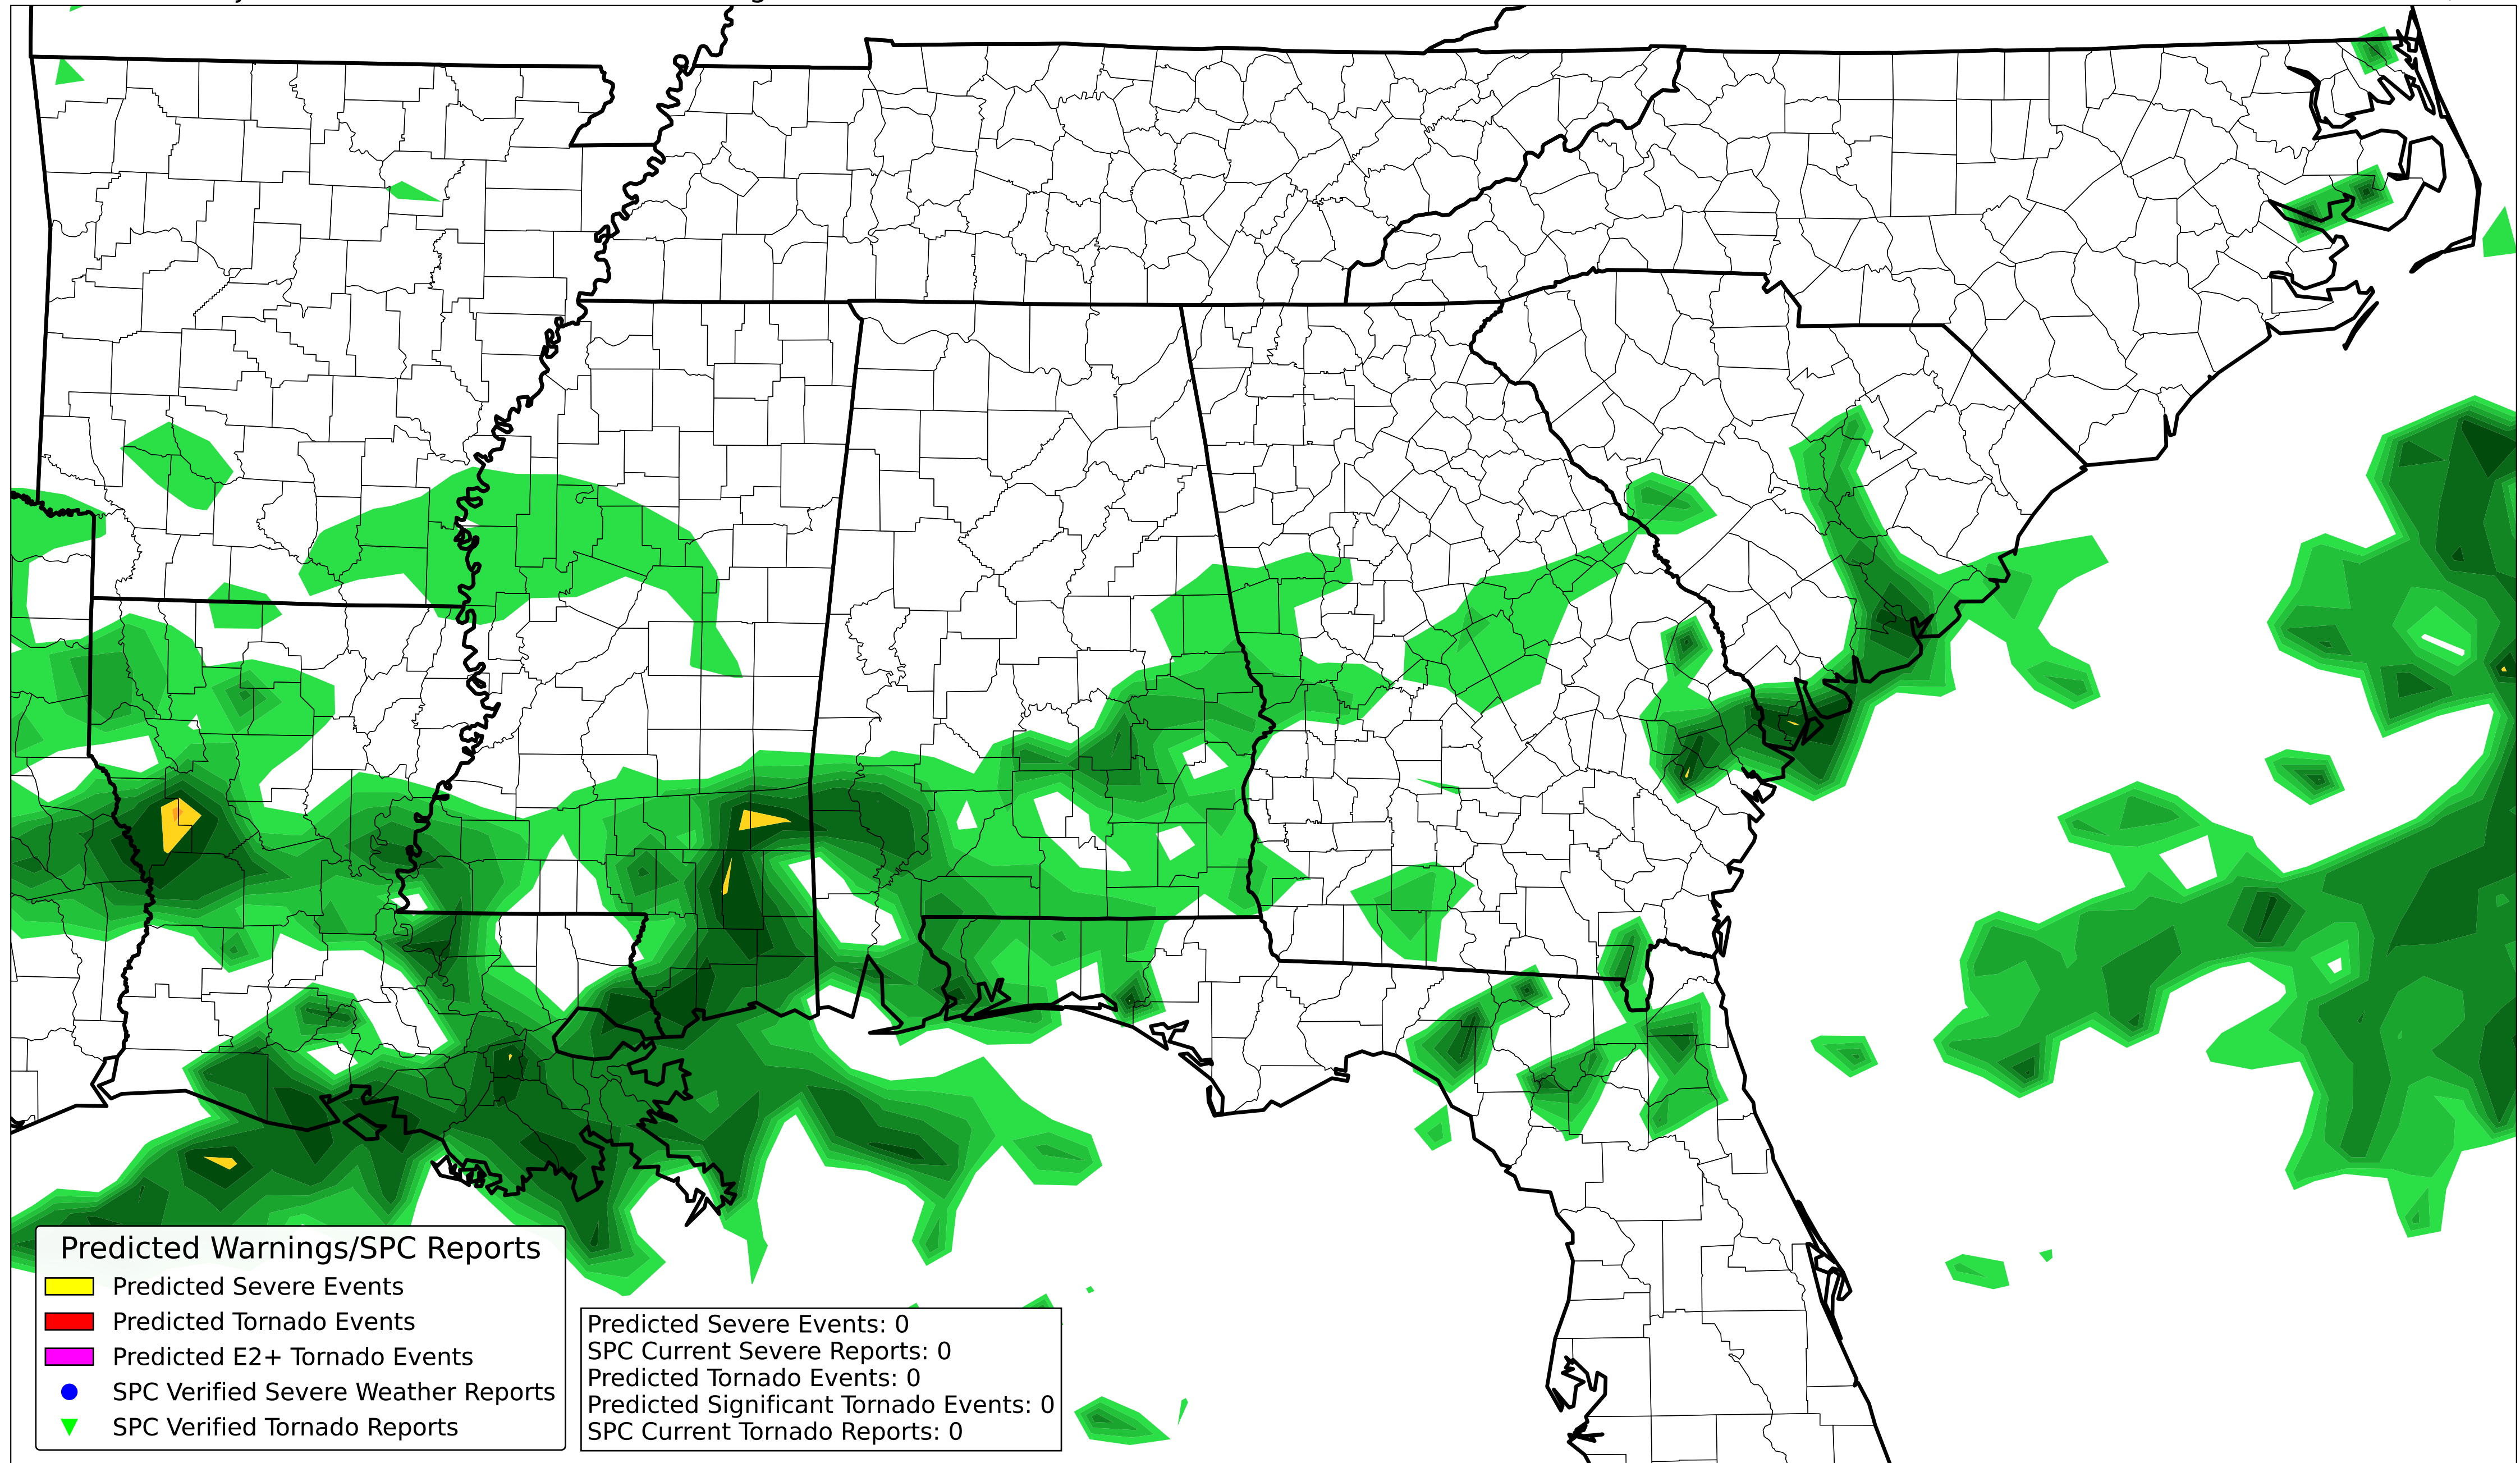 Predicted Warnings/SPC Reports
Predicted Severe Events
Predicted Tornado Events
Predicted E2+ Tornado Events
SPC Verified Severe Weather Reports
SPC Verified Tornado Reports
Predicted Severe Events: 0
SPC Current Severe Reports: 0
Predicted Tornado Events: 0
Predicted Significant Tornado Events: 0
SPC Current Tornado Reports: 0